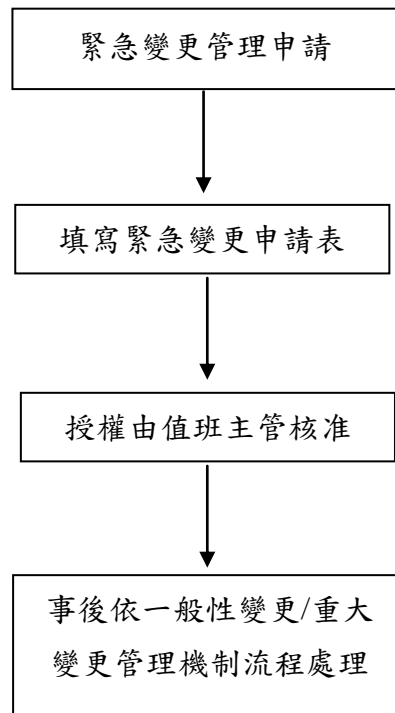 緊急變更管理申請
填寫緊急變更申請表
授權由值班主管核准
事後依一般性變更/重大
變更管理機制流程處理